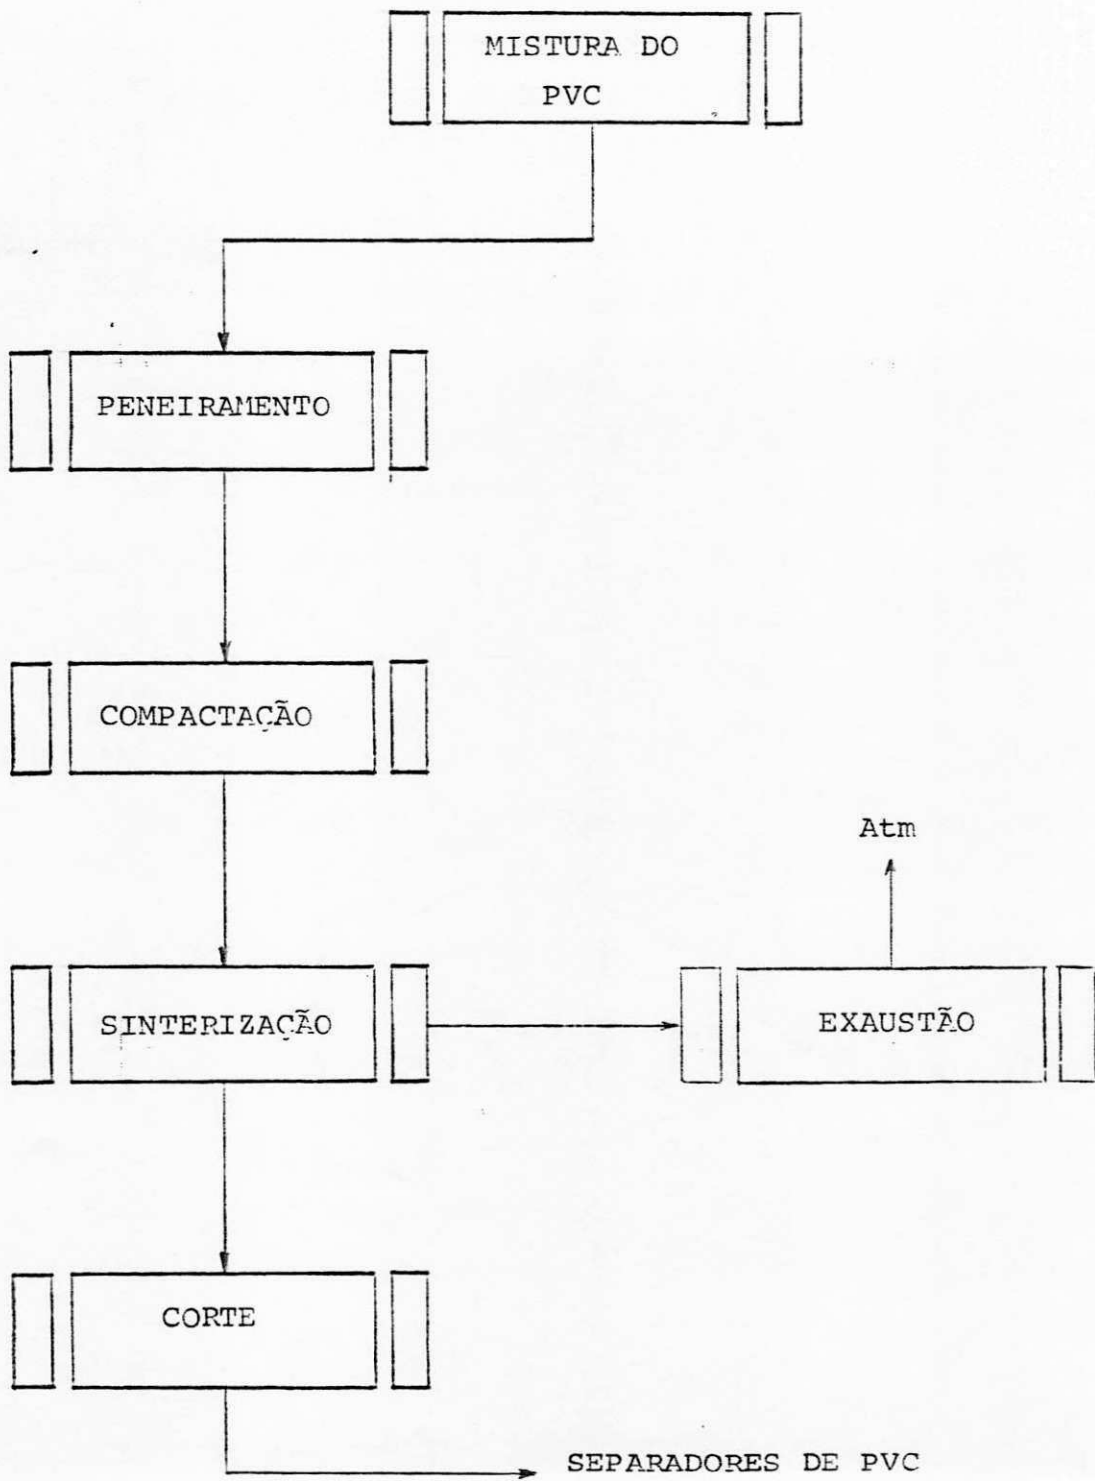 MISTURA DO
PVC
PENEIRAMENTO
COMPACTAÇÃO
Atm
SINTERIZAÇÃO
EXAUSTÃO
CORTE
SEPARADORES DE PVC